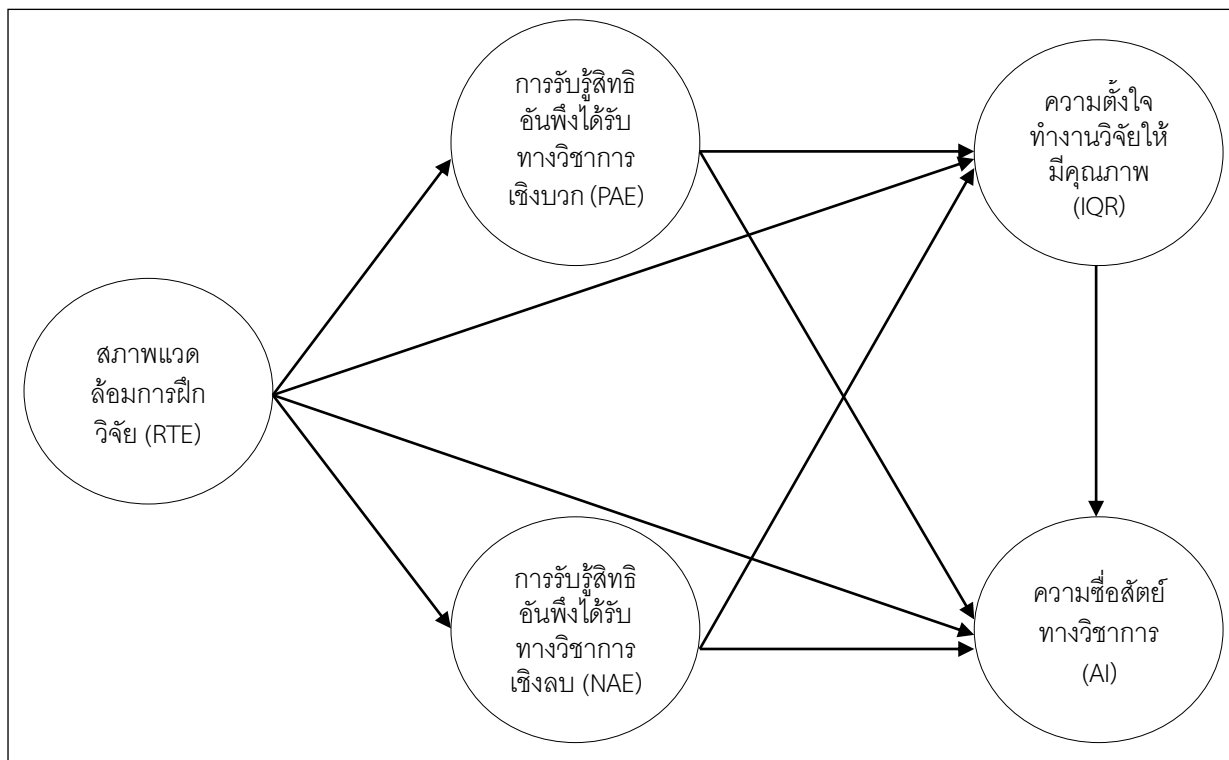 การรับรู้สิทธิ
อันพึงได้รับ
ทางวิชาการ
เชิงบวก (PAE)
ความตั้งใจ
ทำงานวิจัยให้
มีคุณภาพ
(IQR)
สภาพแวด
ล้อมการฝึก
วิจัย (RTE)
การรับรู้สิทธิ
อันพึงได้รับ
ทางวิชาการ
เชิงลบ (NAE)
ความซื่อสัตย์
ทางวิชาการ
(AI)